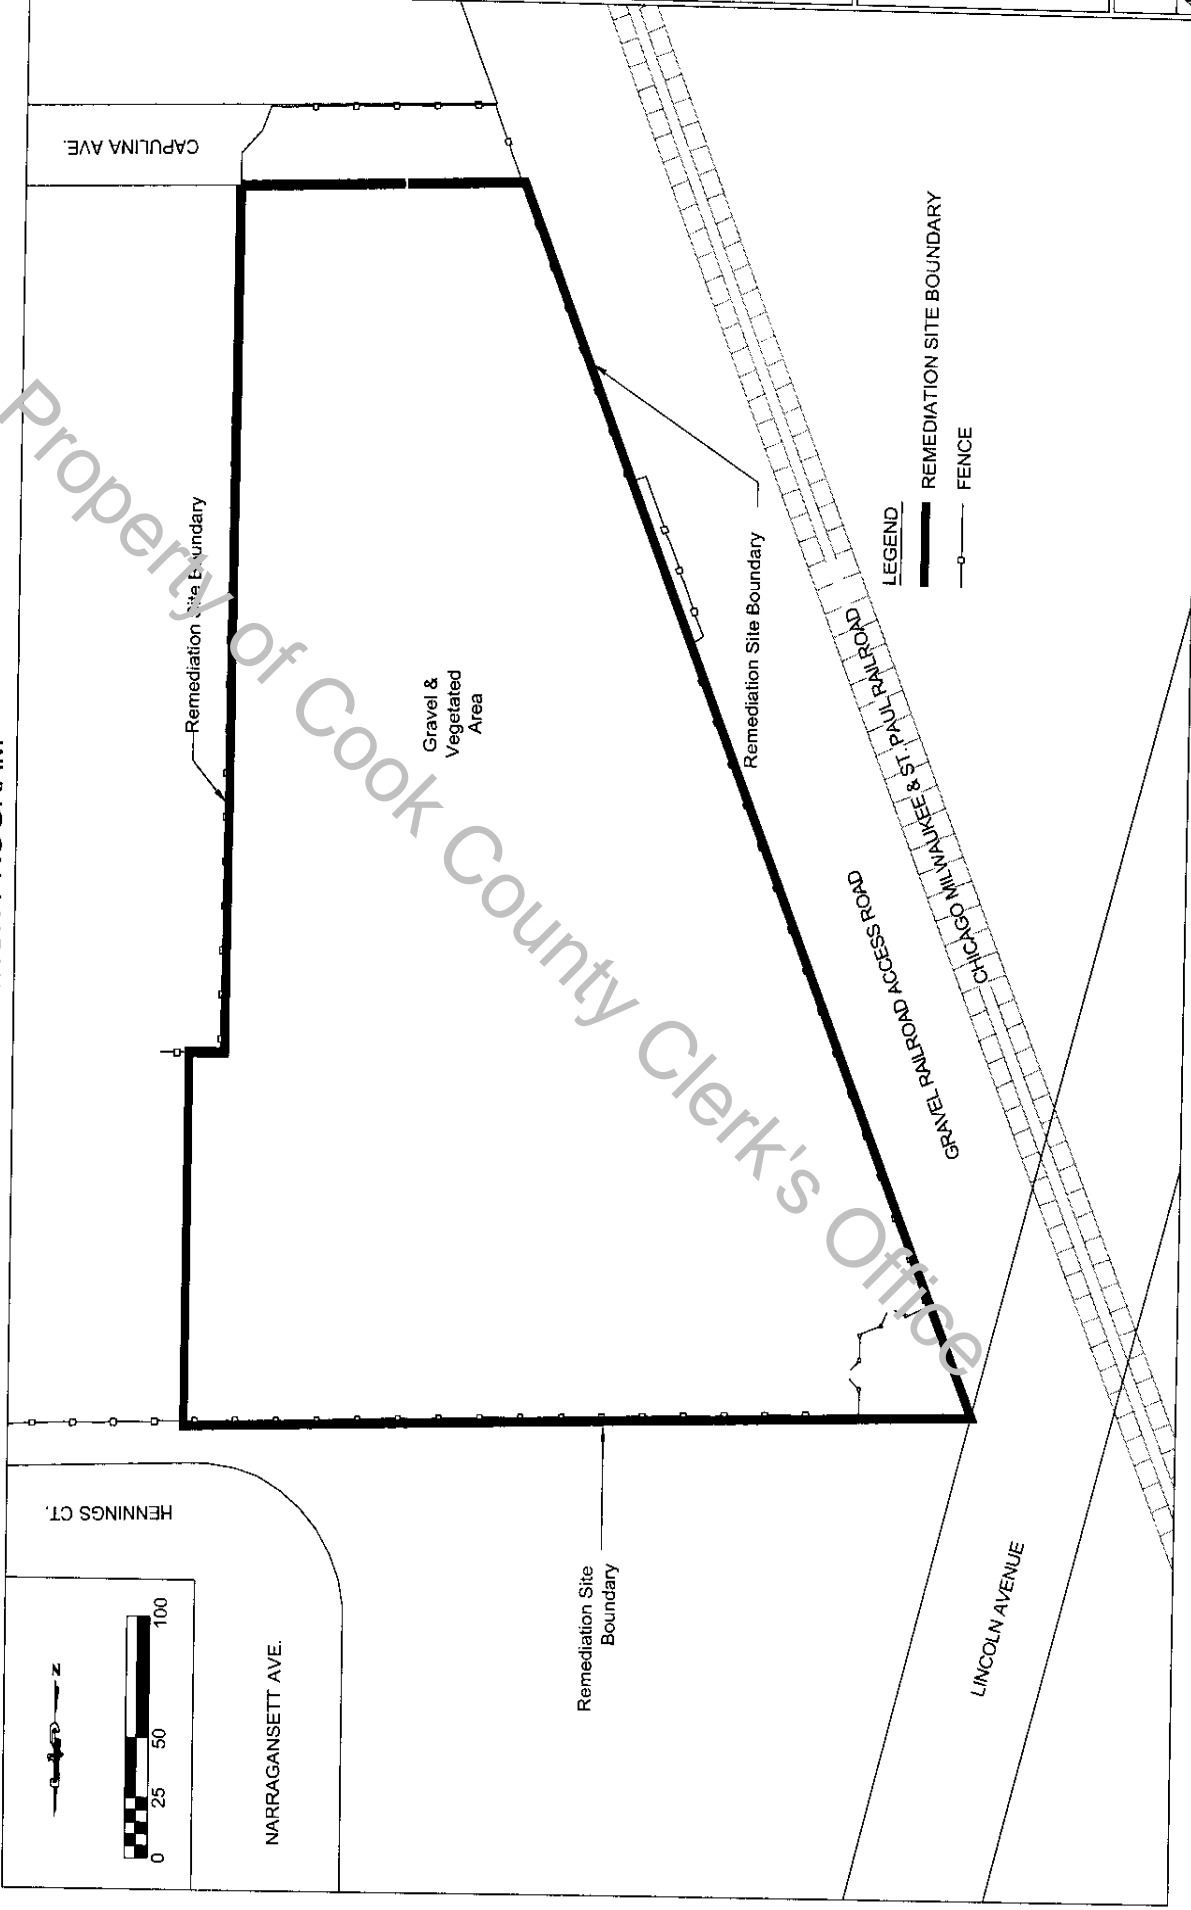 CAPULINA AVE.
Remediation Site Boundary
Gravel &
Vegetated
Area
Remediation Site Boundary
LEGEND
REMEDIATION SITE BOUNDARY
FENCE
CHICAGO MILWAUKEE & ST. PAUL RAILROAD
GRAVEL RAILROAD ACCESS ROAD
HENNINGS CT.
NARRAGANSETT AVE.
Remediation Site
Boundary
LINCOLN AVENUE
N
0 25 50 100
Property of Cook County Clerk's Office